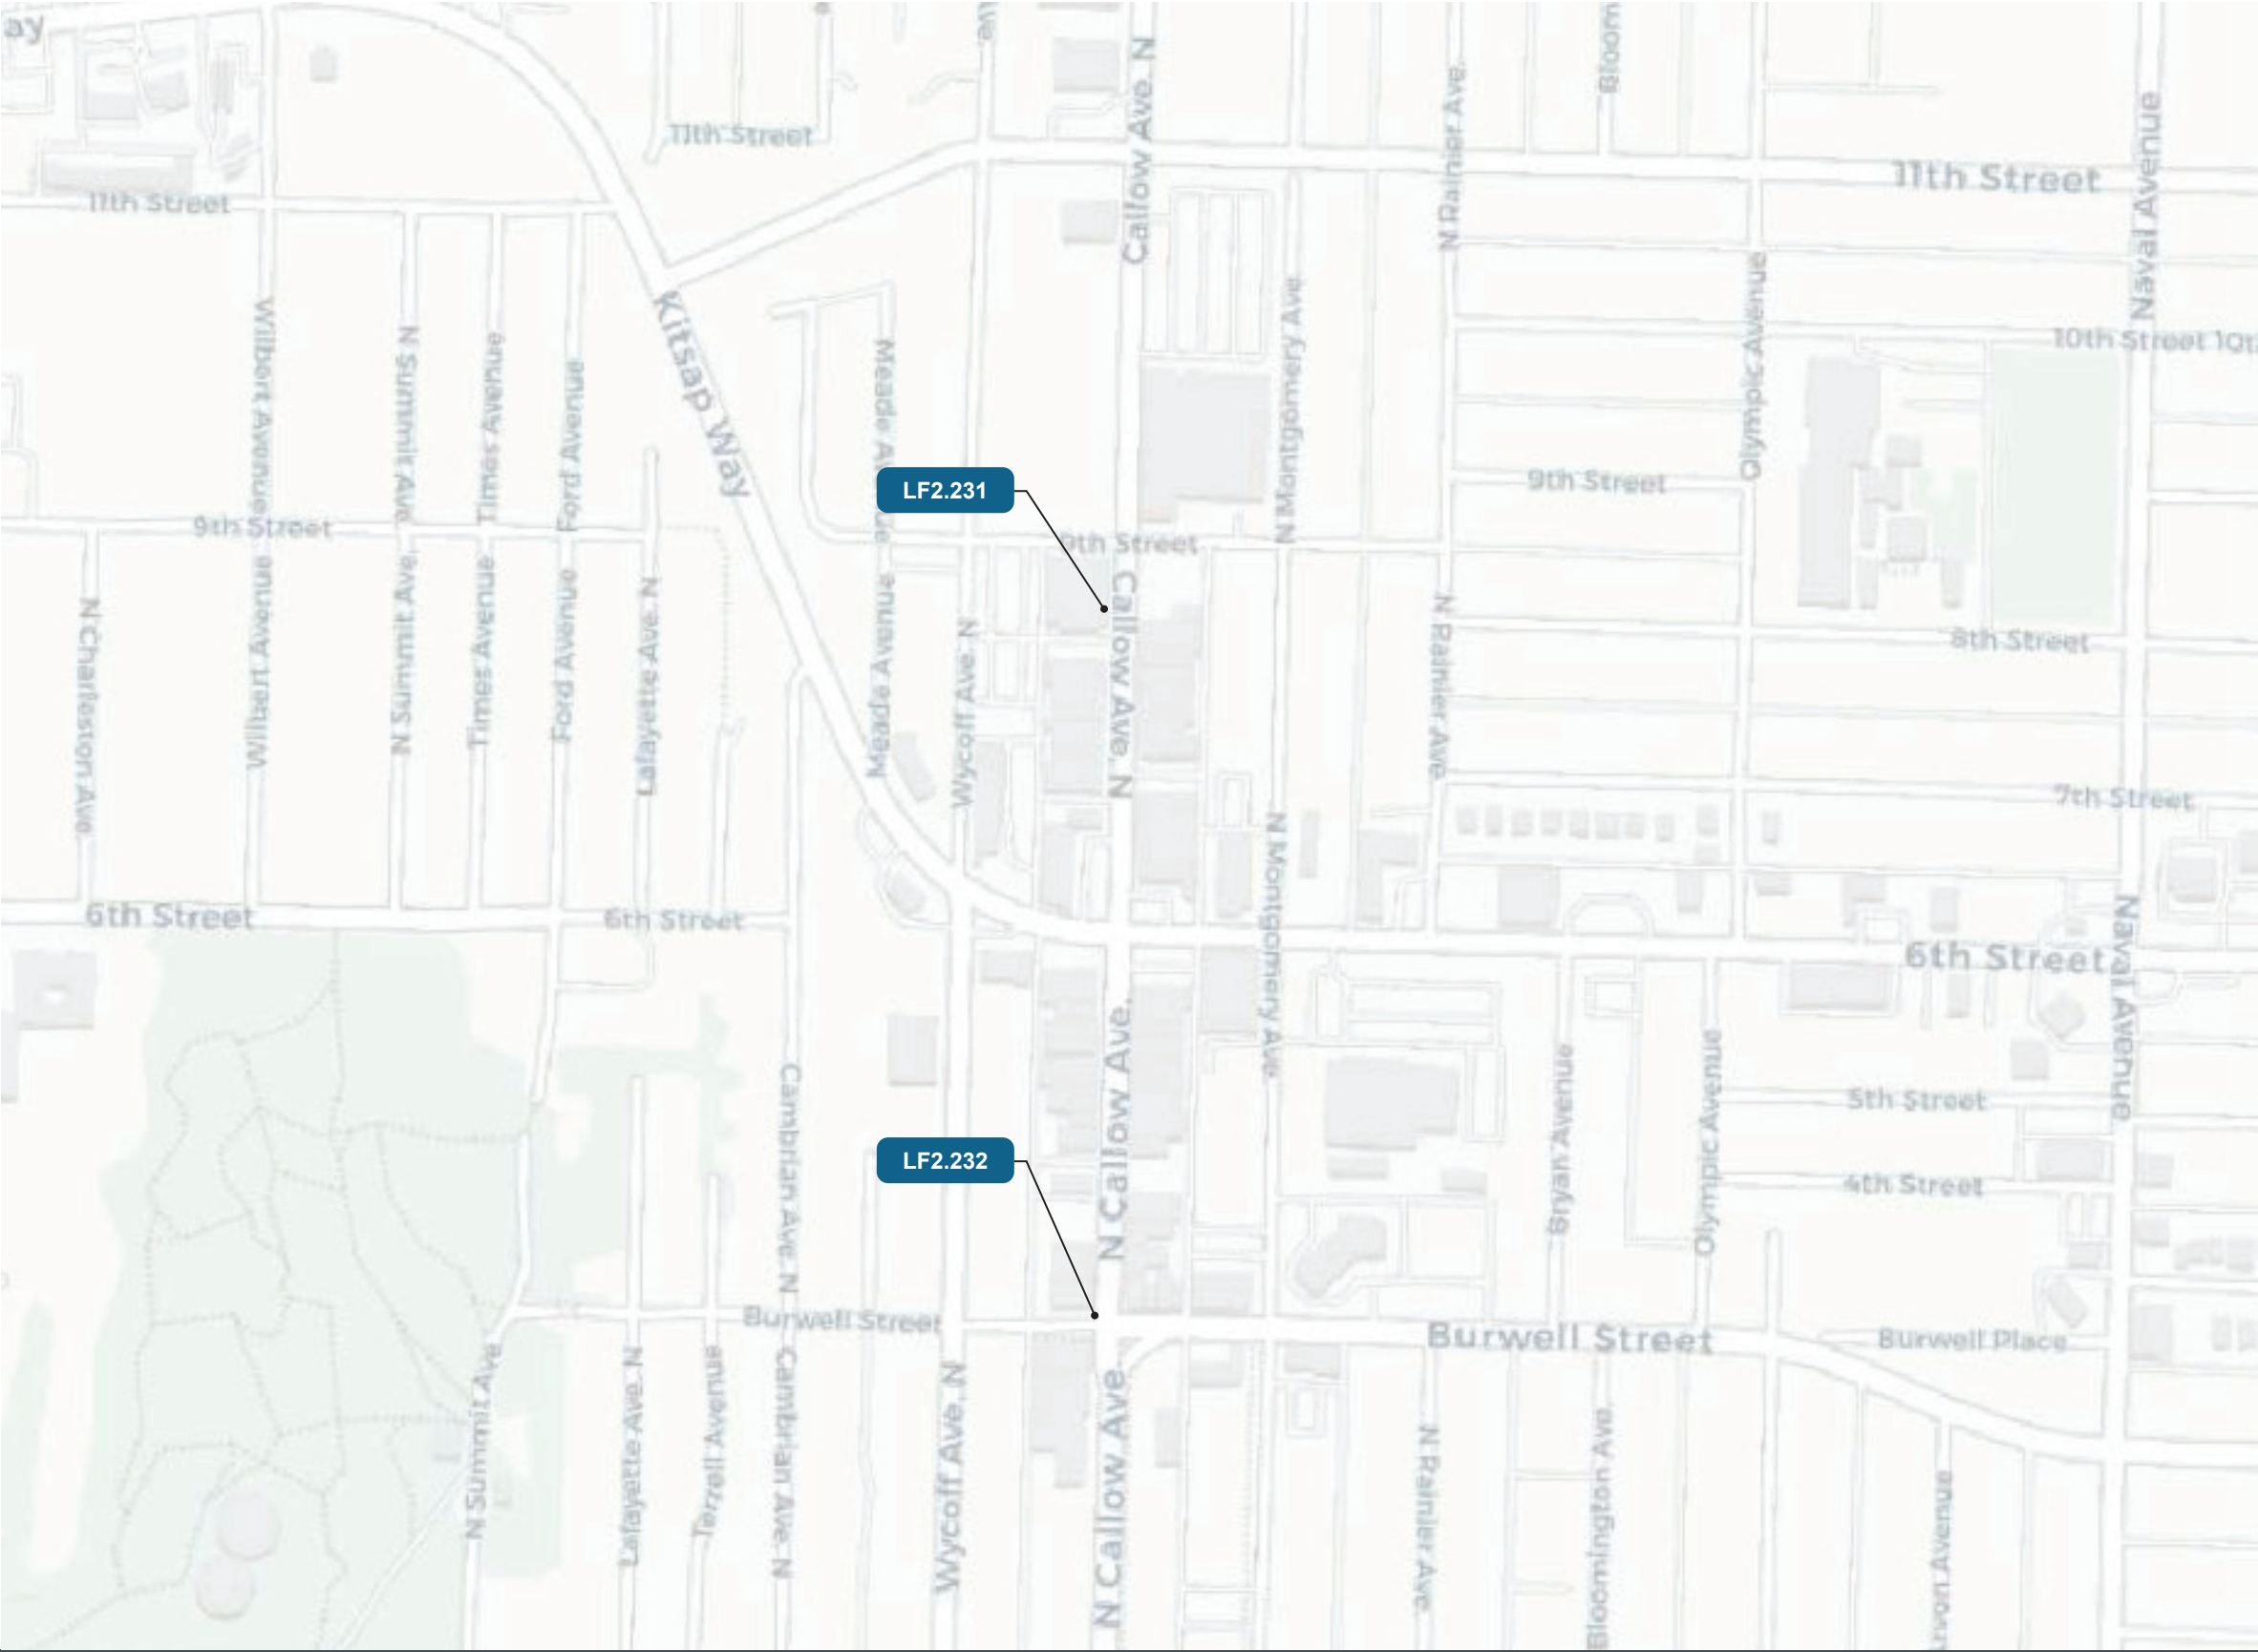 ay
Callow Ave. N
N Rainier Ave.
Bloom
Naval Avenue
11th Street
11th Street
11th Street
Kitsap Way
Wilbert Avenue
N Summit Ave.
Times Avenue
Ford Avenue
Meade Avenue
N Montgomery Ave
Olympic Avenue
10th Street
LF2.231
9th Street
9th Street
9th Street
N Charleston Ave.
Wilbert Avenue
N Summit Ave.
Times Avenue
Ford Avenue
Lafayette Ave. N
Meade Avenue
Wycoff Ave. N
Callow Ave. N
N Rainier Ave.
8th Street
7th Street
N Montgomery Ave.
6th Street
6th Street
6th Street
Naval Avenue
N Callow Ave.
Cambrian Ave. N
Bryan Avenue
Olympic Avenue
5th Street
4th Street
LF2.232
Burwell Street
Burwell Street
Burwell Place
N Summit Ave
Lafayette Ave. N
Terrell Avenue
Cambrian Ave. N
Wycoff Ave. N
N Callow Ave
N Rainier Ave.
Bloomington Ave.
rvon Avenue